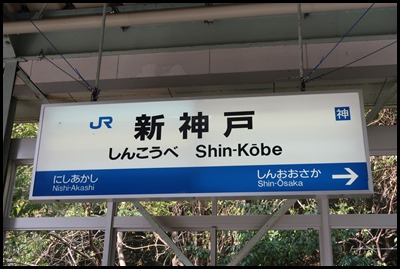 JR
神
新神戸
しんこうべ Shin-Kōbe
にしあかし しんおおさか
Nishi-Akashi Shin-Ōsaka